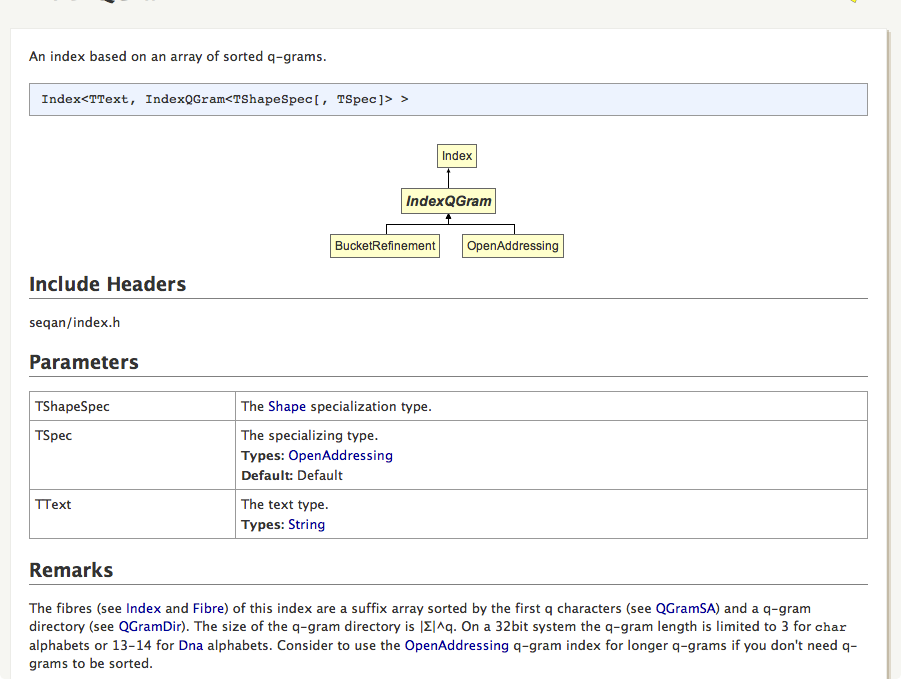 An index based on an array of sorted q-grams.
Index<TText, IndexQGram<TShapeSpec[, TSpec]> >
Index
IndexQGram
BucketRefinement OpenAddressing
Include Headers
seqan/index.h
Parameters
TShapeSpec The Shape specialization type.
TSpec The specializing type.
Types: OpenAddressing
Default: Default
TText The text type.
Types: String
Remarks
The fibres (see Index and Fibre) of this index are a suffix array sorted by the first q characters (see QGramSA) and a q-gram
directory (see QGramDir). The size of the q-gram directory is |Σ|^q. On a 32bit system the q-gram length is limited to 3 for char
alphabets or 13-14 for Dna alphabets. Consider to use the OpenAddressing q-gram index for longer q-grams if you don't need q-
grams to be sorted.